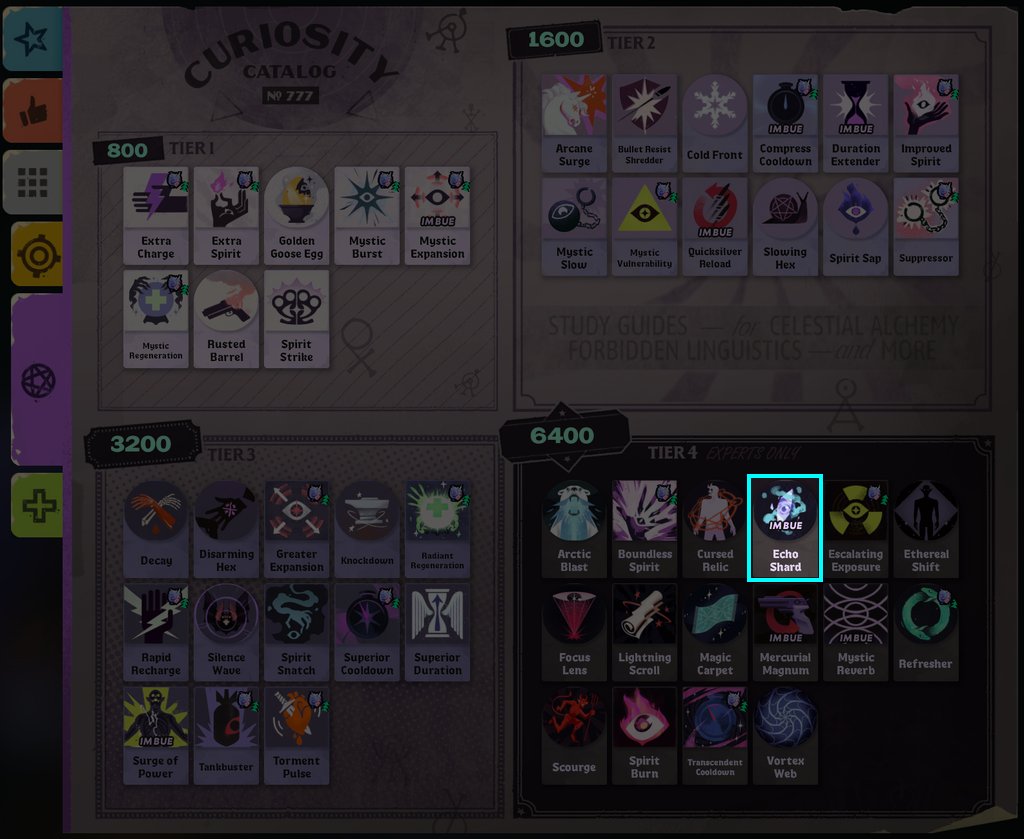 CURIOSITY
CATALOG
Nº 777
800 TIER 1
Extra Charge
Extra Spirit
Golden Goose Egg
Mystic Burst
IMBUE
Mystic Expansion
Mystic Regeneration
Rusted Barrel
Spirit Strike
1600 TIER 2
Arcane Surge
Bullet Resist Shredder
Cold Front
IMBUE
Compress Cooldown
IMBUE
Duration Extender
Improved Spirit
Mystic Slow
Mystic Vulnerability
IMBUE
Quicksilver Reload
Slowing Hex
Spirit Sap
Suppressor
STUDY GUIDES — for CELESTIAL ALCHEMY
FORBIDDEN LINGUISTICS — and MORE
3200 TIER 3
Decay
Disarming Hex
Greater Expansion
Knockdown
Radiant Regeneration
Rapid Recharge
Silence Wave
Spirit Snatch
Superior Cooldown
Superior Duration
IMBUE
Surge of Power
Tankbuster
Torment Pulse
6400 TIER 4 EXPERTS ONLY
Arctic Blast
Boundless Spirit
Cursed Relic
IMBUE
Echo Shard
Escalating Exposure
Ethereal Shift
Focus Lens
Lightning Scroll
Magic Carpet
IMBUE
Mercurial Magnum
IMBUE
Mystic Reverb
Refresher
Scourge
Spirit Burn
Transcendent Cooldown
Vortex Web